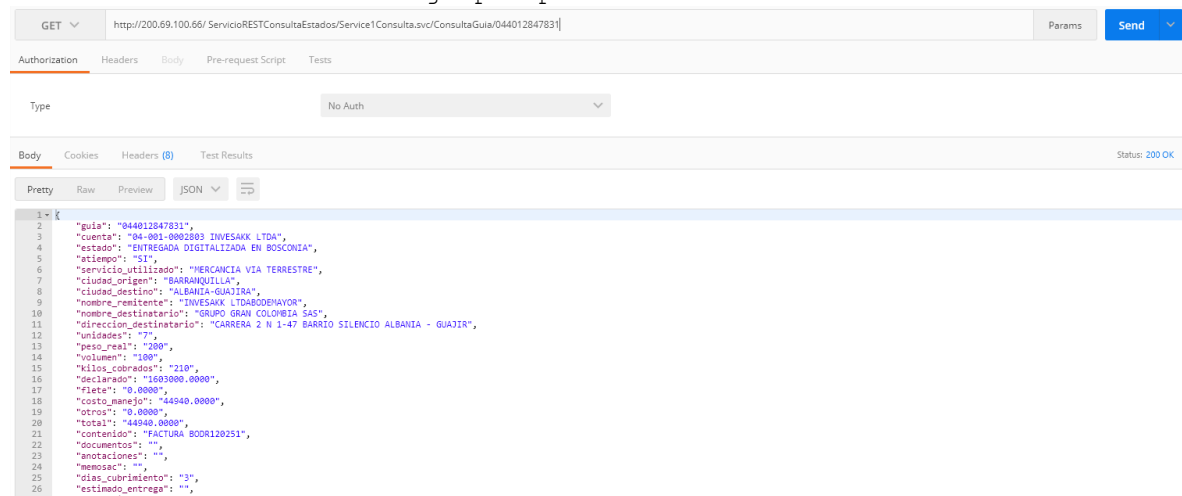 GET http://200.69.100.66/ ServicioRESTConsultaEstados/Service1Consulta.svc/ConsultaGuia/044012847831 Params Send
Authorization Headers Body Pre-request Script Tests
Type No Auth
Body Cookies Headers (8) Test Results Status: 200 OK
Pretty Raw Preview JSON
1 {
2 "guia": "044012847831",
3 "cuenta": "04-001-0002803 INVESAKK LTDA",
4 "estado": "ENTREGADA DIGITALIZADA EN BOSCONIA",
5 "atiempo": "SI",
6 "servicio_utilizado": "MERCANCIA VIA TERRESTRE",
7 "ciudad_origen": "BARRANQUILLA",
8 "ciudad_destino": "ALBANIA-GUAJIRA",
9 "nombre_remitente": "INVESAKK LTDABODEMAYOR",
10 "nombre_destinatario": "GRUPO GRAN COLOMBIA SAS",
11 "direccion_destinatario": "CARRERA 2 N 1-47 BARRIO SILENCIO ALBANIA - GUAJIR",
12 "unidades": "7",
13 "peso_real": "200",
14 "volumen": "100",
15 "kilos_cobrados": "210",
16 "declarado": "1603000.0000",
17 "flete": "0.0000",
18 "costo_manejo": "44940.0000",
19 "otros": "0.0000",
20 "total": "44940.0000",
21 "contenido": "FACTURA BODR120251",
22 "documentos": "",
23 "anotaciones": "",
24 "memosac": "",
25 "dias_cubrimiento": "3",
26 "estimado_entrega": "",